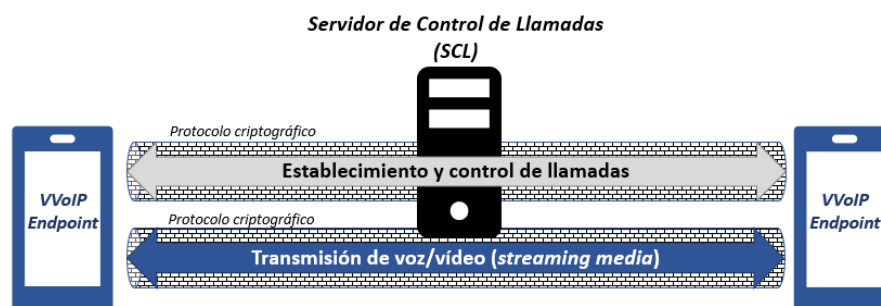 Servidor de Control de Llamadas
(SCL)
Protocolo criptográfico
Establecimiento y control de llamadas
VVoIP
Endpoint
VVoIP
Endpoint
Protocolo criptográfico
Transmisión de voz/vídeo (streaming media)